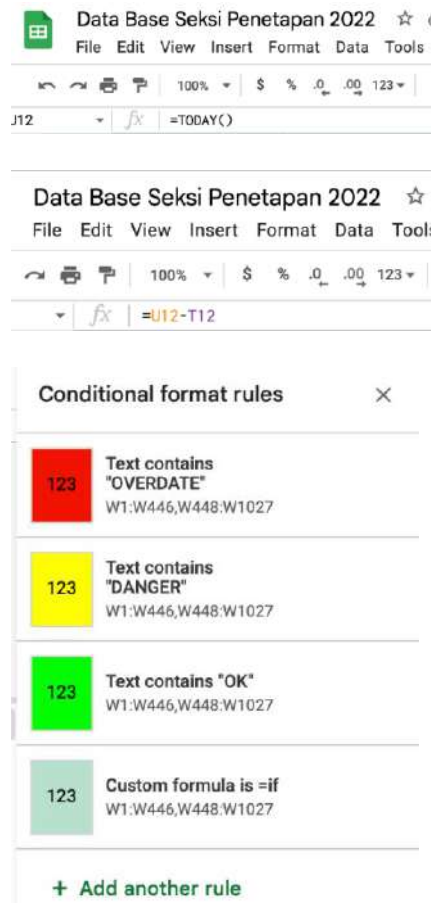 Data Base Seksi Penetapan 2022
File Edit View Insert Format Data Tools
100% $ % .0 .00 123
=TODAY()
Data Base Seksi Penetapan 2022
File Edit View Insert Format Data Tools
100% $ % .0 .00 123
fx =U12-T12
Conditional format rules
123 Text contains
"OVERDATE"
W1:W446,W448:W1027
123 Text contains
"DANGER"
W1:W446,W448:W1027
123 Text contains "OK"
W1:W446,W448:W1027
123 Custom formula is =if
W1:W446,W448:W1027
+ Add another rule